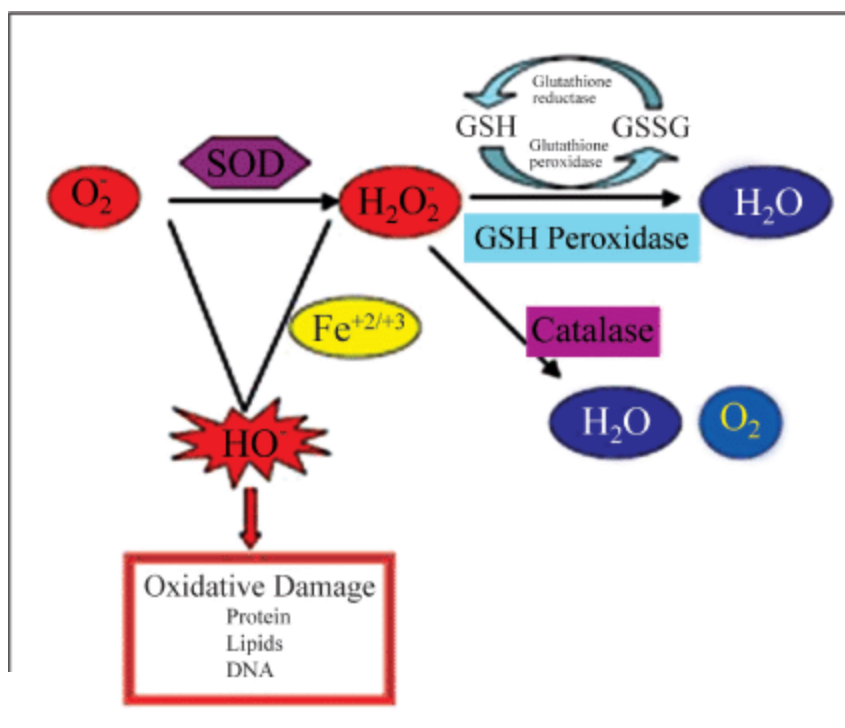 Glutathione
reductase
GSH
GSSG
Glutathione
peroxidase
SOD
O₂⁻
H₂O₂⁻
H₂O
GSH Peroxidase
Fe⁺²/⁺³
Catalase
H₂O
O₂
HO⁻
Oxidative Damage
Protein
Lipids
DNA